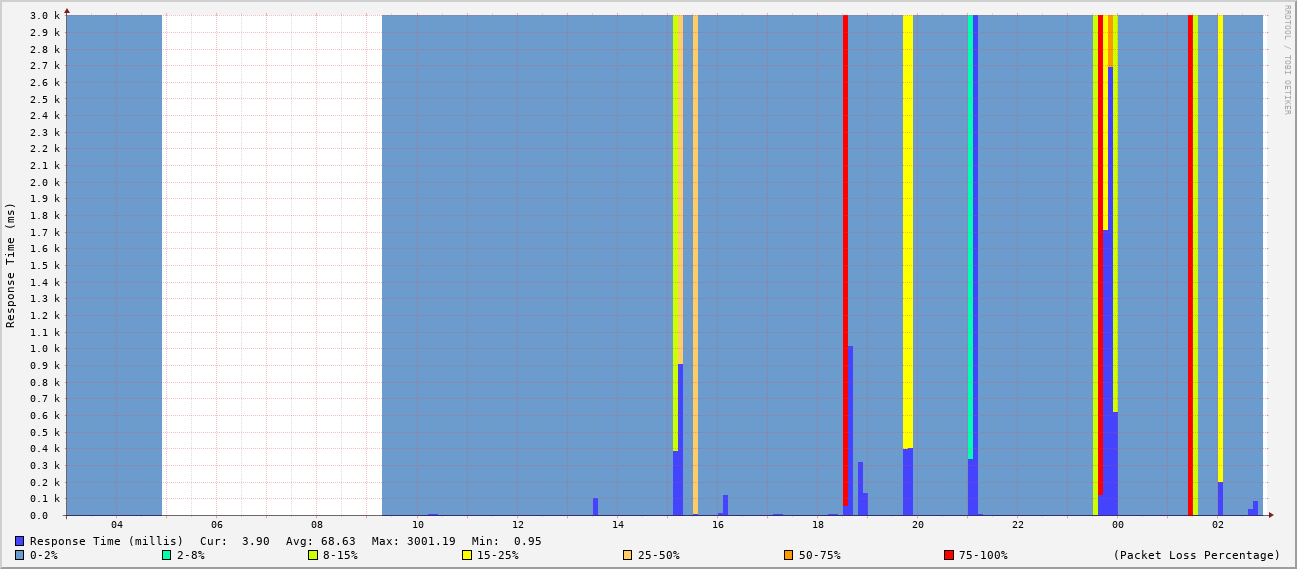 3.0 k
2.9 k
2.8 k
2.7 k
2.6 k
2.5 k
2.4 k
2.3 k
2.2 k
2.1 k
2.0 k
1.9 k
1.8 k
1.7 k
1.6 k
1.5 k
1.4 k
1.3 k
1.2 k
1.1 k
1.0 k
0.9 k
0.8 k
0.7 k
0.6 k
0.5 k
0.4 k
0.3 k
0.2 k
0.1 k
0.0
Response Time (ms)
RRDTOOL / TOBI OETIKER
04 06 08 10 12 14 16 18 20 22 00 02
Response Time (millis) Cur: 3.90 Avg: 68.63 Max: 3001.19 Min: 0.95
0-2% 2-8% 8-15% 15-25% 25-50% 50-75% 75-100% (Packet Loss Percentage)